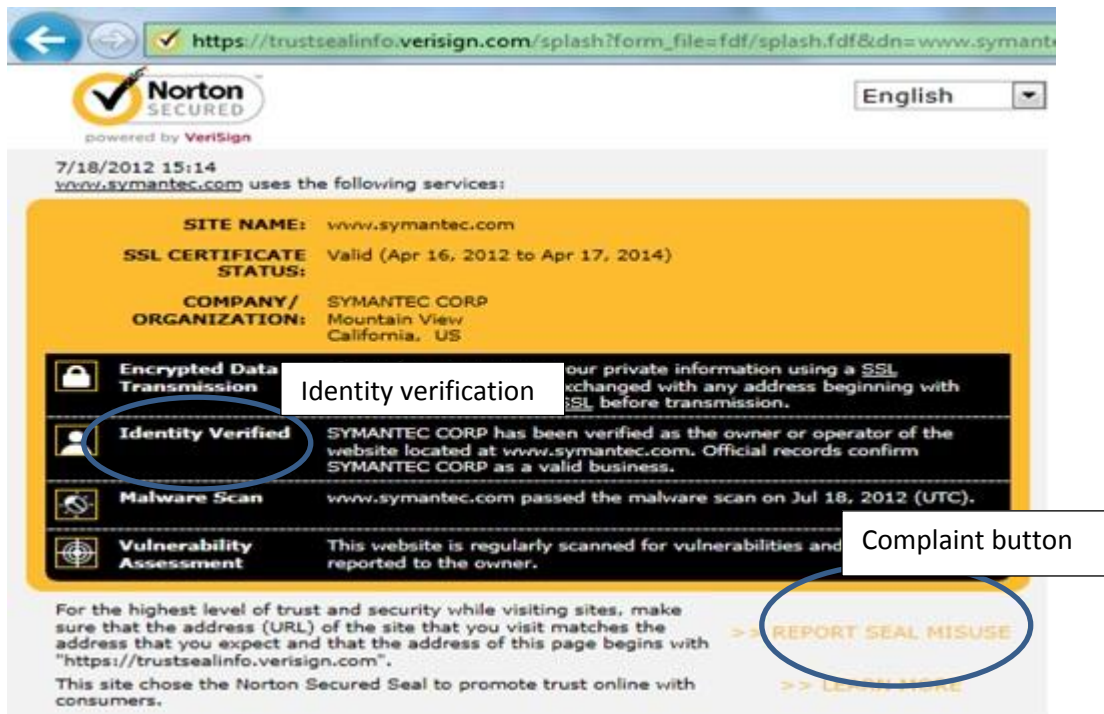 https://trustsealinfo.verisign.com/splash?form_file=fdf/splash.fdf&dn=www.symant
Norton
SECURED
powered by VeriSign
English
7/18/2012 15:14
www.symantec.com uses the following services:
SITE NAME: www.symantec.com
SSL CERTIFICATE STATUS: Valid (Apr 16, 2012 to Apr 17, 2014)
COMPANY/ ORGANIZATION: SYMANTEC CORP
Mountain View
California, US
Encrypted Data our private information using a SSL
Transmission xchanged with any address beginning with
SSL before transmission.
Identity verification
Identity Verified SYMANTEC CORP has been verified as the owner or operator of the
website located at www.symantec.com. Official records confirm
SYMANTEC CORP as a valid business.
Malware Scan www.symantec.com passed the malware scan on Jul 18, 2012 (UTC).
Vulnerability This website is regularly scanned for vulnerabilities and
Assessment reported to the owner.
Complaint button
For the highest level of trust and security while visiting sites, make
sure that the address (URL) of the site that you visit matches the
address that you expect and that the address of this page begins with
"https://trustsealinfo.verisign.com".
>> REPORT SEAL MISUSE
This site chose the Norton Secured Seal to promote trust online with
consumers.
>> LEARN MORE